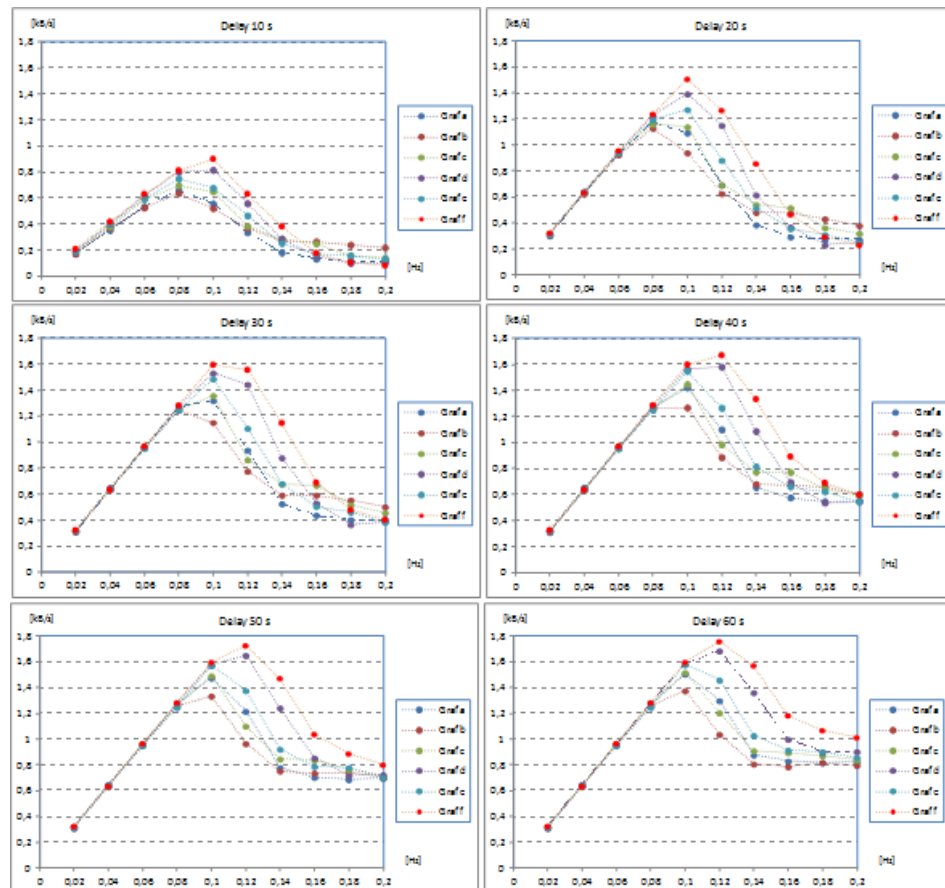 [kB/s]
Delay 10 s
1,8
1,6
1,4
1,2
1
0,8
0,6
0,4
0,2
0
0 0,02 0,04 0,06 0,08 0,1 0,12 0,14 0,16 0,18 0,2
[Hz]
Graf a
Graf b
Graf c
Graf d
Graf e
Graf f
[kB/s]
Delay 20 s
1,8
1,6
1,4
1,2
1
0,8
0,6
0,4
0,2
0
0 0,02 0,04 0,06 0,08 0,1 0,12 0,14 0,16 0,18 0,2
[Hz]
Graf a
Graf b
Graf c
Graf d
Graf e
Graf f
[kB/s]
Delay 30 s
1,8
1,6
1,4
1,2
1
0,8
0,6
0,4
0,2
0
0 0,02 0,04 0,06 0,08 0,1 0,12 0,14 0,16 0,18 0,2
[Hz]
Graf a
Graf b
Graf c
Graf d
Graf e
Graf f
[kB/s]
Delay 40 s
1,8
1,6
1,4
1,2
1
0,8
0,6
0,4
0,2
0
0 0,02 0,04 0,06 0,08 0,1 0,12 0,14 0,16 0,18 0,2
[Hz]
Graf a
Graf b
Graf c
Graf d
Graf e
Graf f
[kB/s]
Delay 50 s
1,8
1,6
1,4
1,2
1
0,8
0,6
0,4
0,2
0
0 0,02 0,04 0,06 0,08 0,1 0,12 0,14 0,16 0,18 0,2
[Hz]
Graf a
Graf b
Graf c
Graf d
Graf e
Graf f
[kB/s]
Delay 60 s
1,8
1,6
1,4
1,2
1
0,8
0,6
0,4
0,2
0
0 0,02 0,04 0,06 0,08 0,1 0,12 0,14 0,16 0,18 0,2
[Hz]
Graf a
Graf b
Graf c
Graf d
Graf e
Graf f